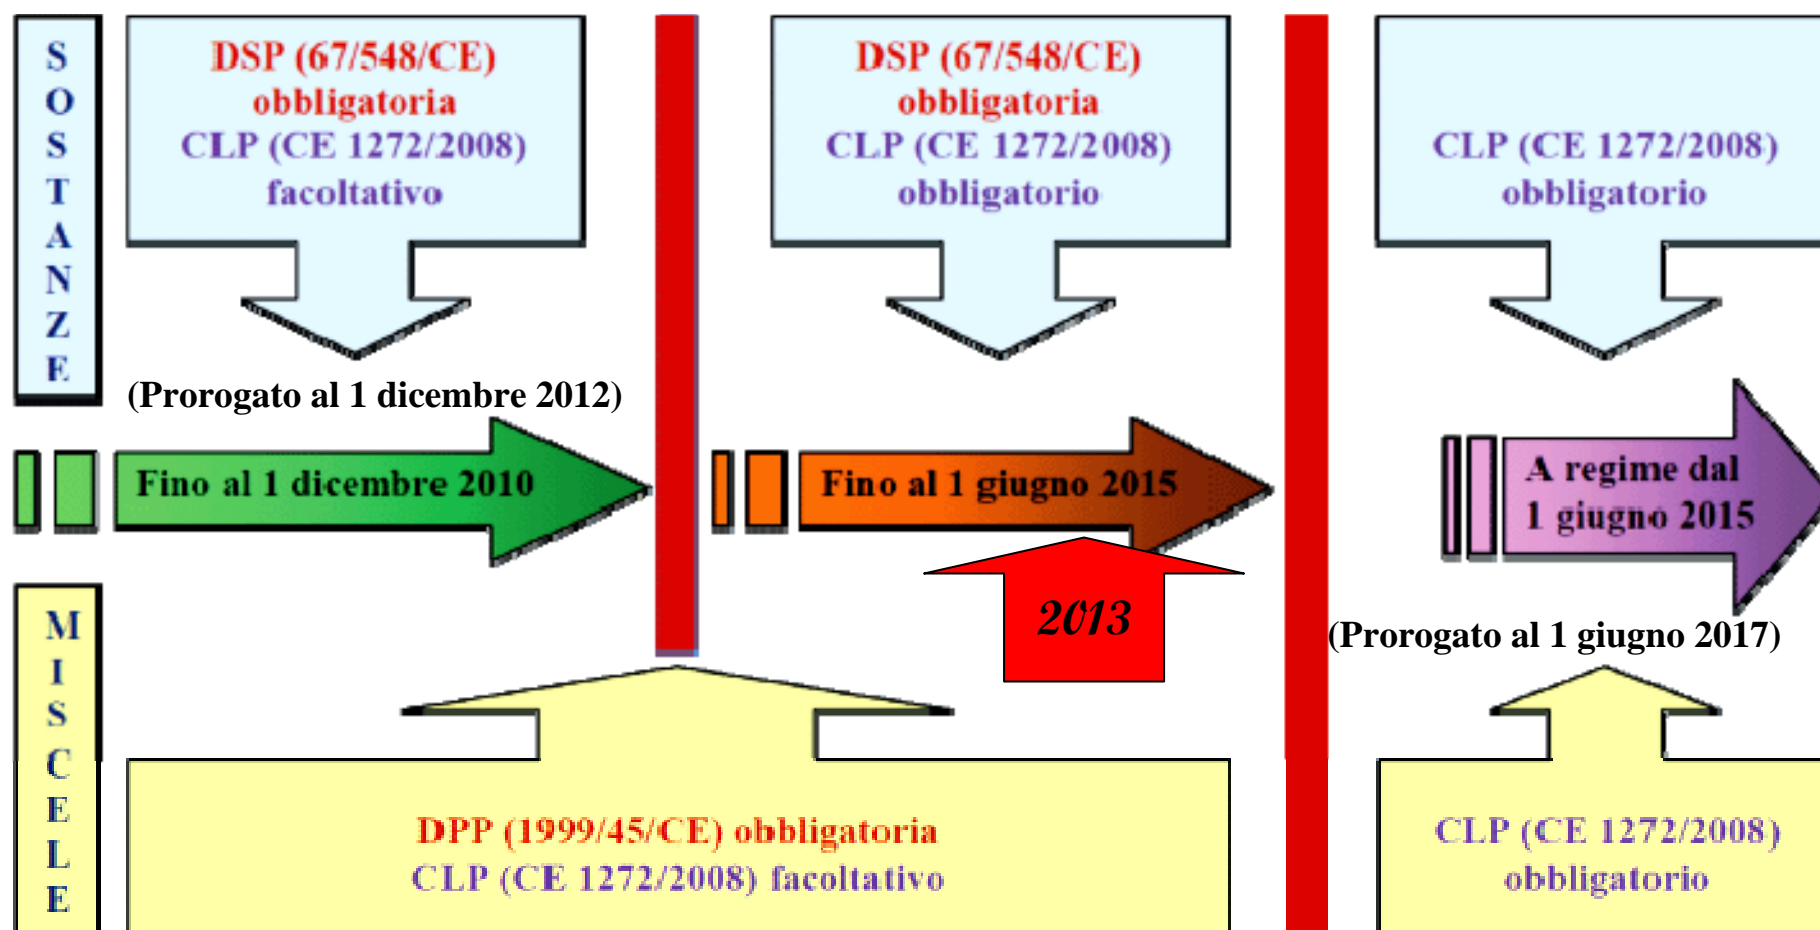 SOSTANZE
DSP (67/548/CE)
obbligatoria
CLP (CE 1272/2008)
facoltativo
DSP (67/548/CE)
obbligatoria
CLP (CE 1272/2008)
obbligatorio
CLP (CE 1272/2008)
obbligatorio
(Prorogato al 1 dicembre 2012)
Fino al 1 dicembre 2010
Fino al 1 giugno 2015
A regime dal
1 giugno 2015
2013
(Prorogato al 1 giugno 2017)
MISCELE
DPP (1999/45/CE) obbligatoria
CLP (CE 1272/2008) facoltativo
CLP (CE 1272/2008)
obbligatorio